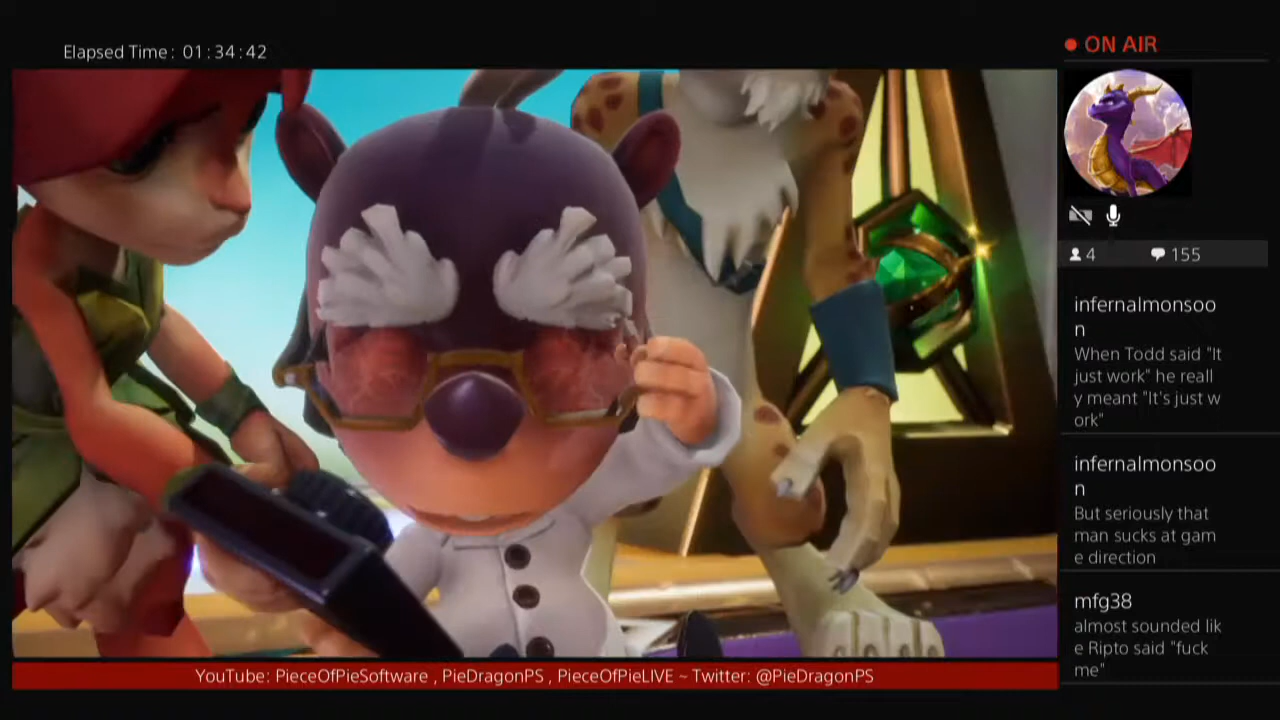 Elapsed Time: 01:34:42
ON AIR
4 155
infernalmonsoo
n
When Todd said "It
just work" he reall
y meant "It's just w
ork"
infernalmonsoo
n
But seriously that
man sucks at gam
e direction
mfg38
almost sounded lik
e Ripto said "fuck
me"
YouTube: PieceOfPieSoftware , PieDragonPS , PieceOfPieLIVE ~ Twitter: @PieDragonPS